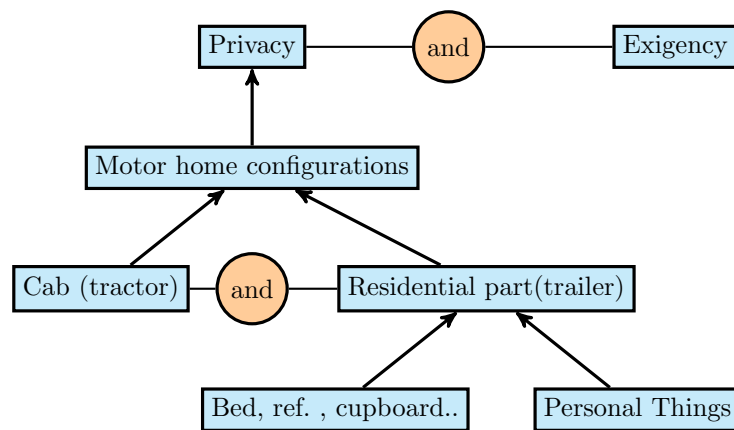 Privacy
and
Exigency
Motor home configurations
Cab (tractor)
and
Residential part(trailer)
Bed, ref. , cupboard..
Personal Things